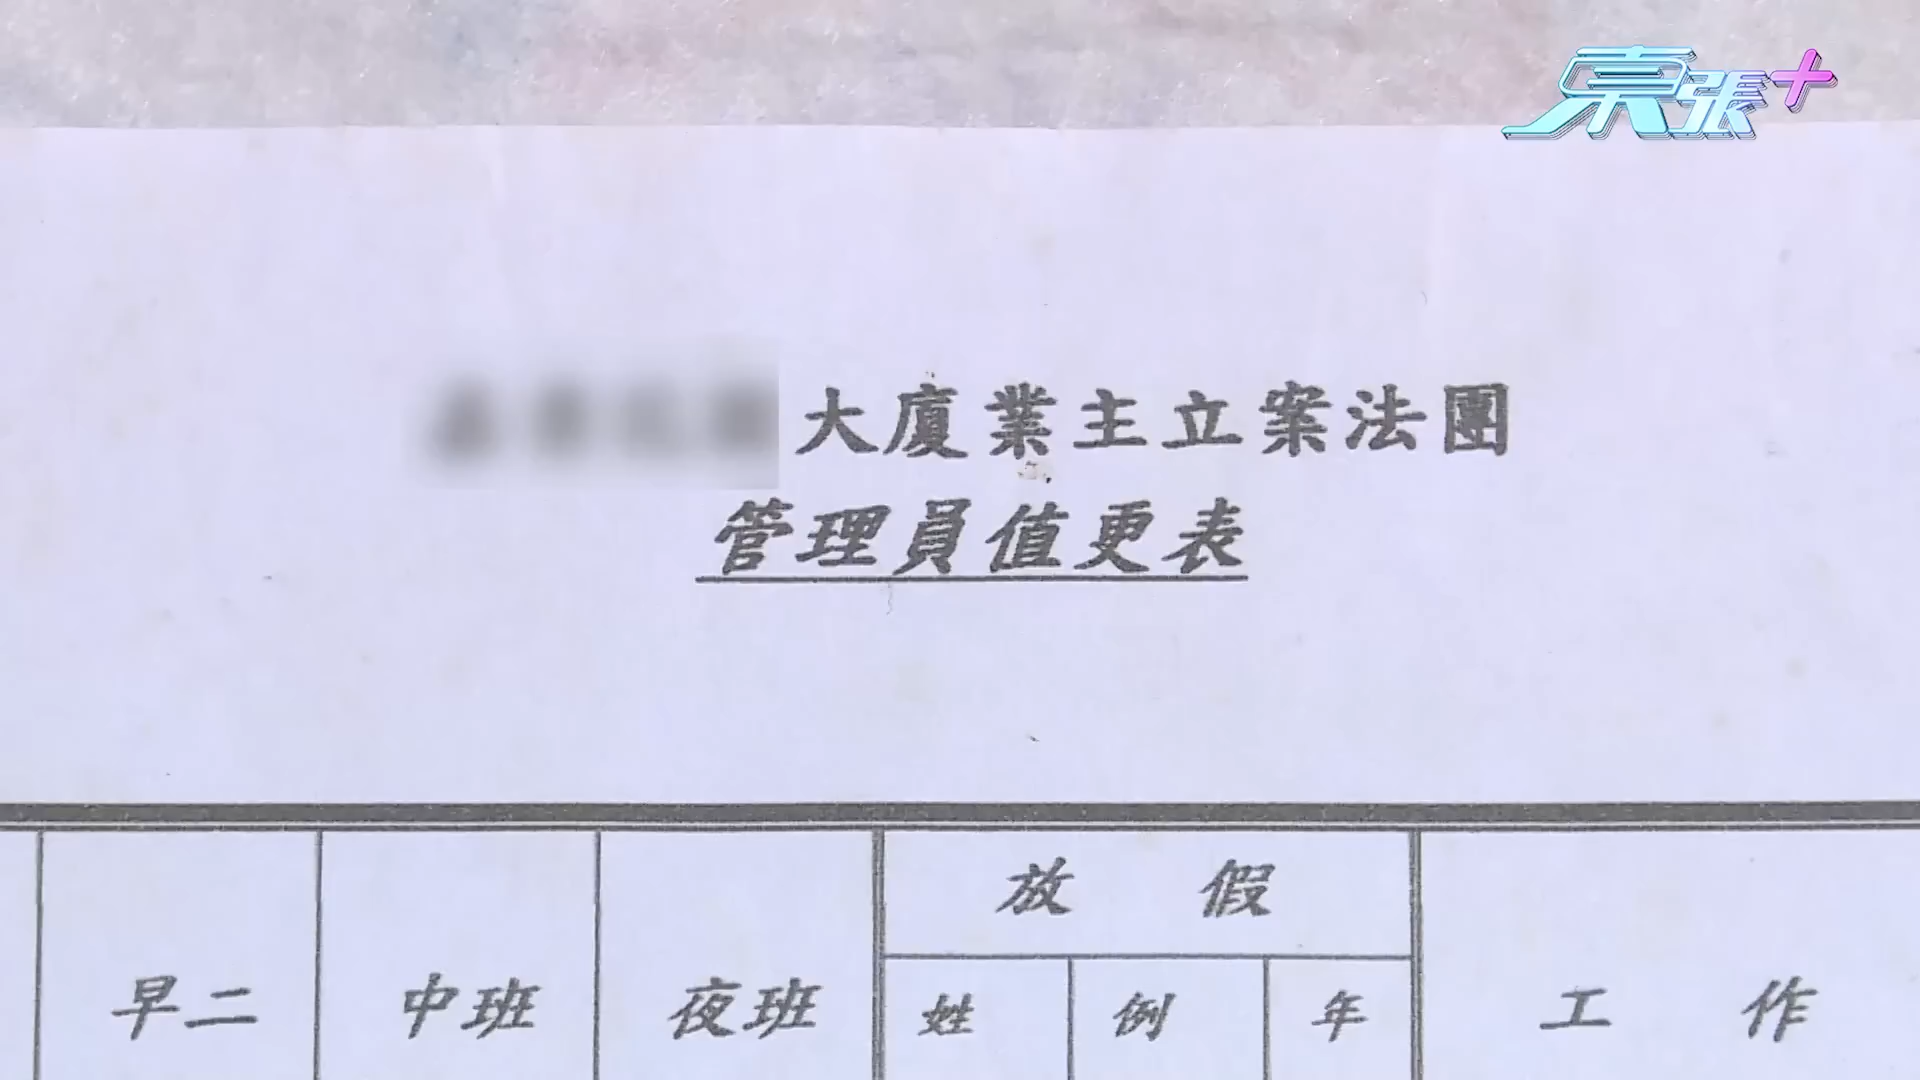 東張+
大廈業主立案法團
管理員值更表
放 假
早二 中班 夜班 姓 例 年 工 作